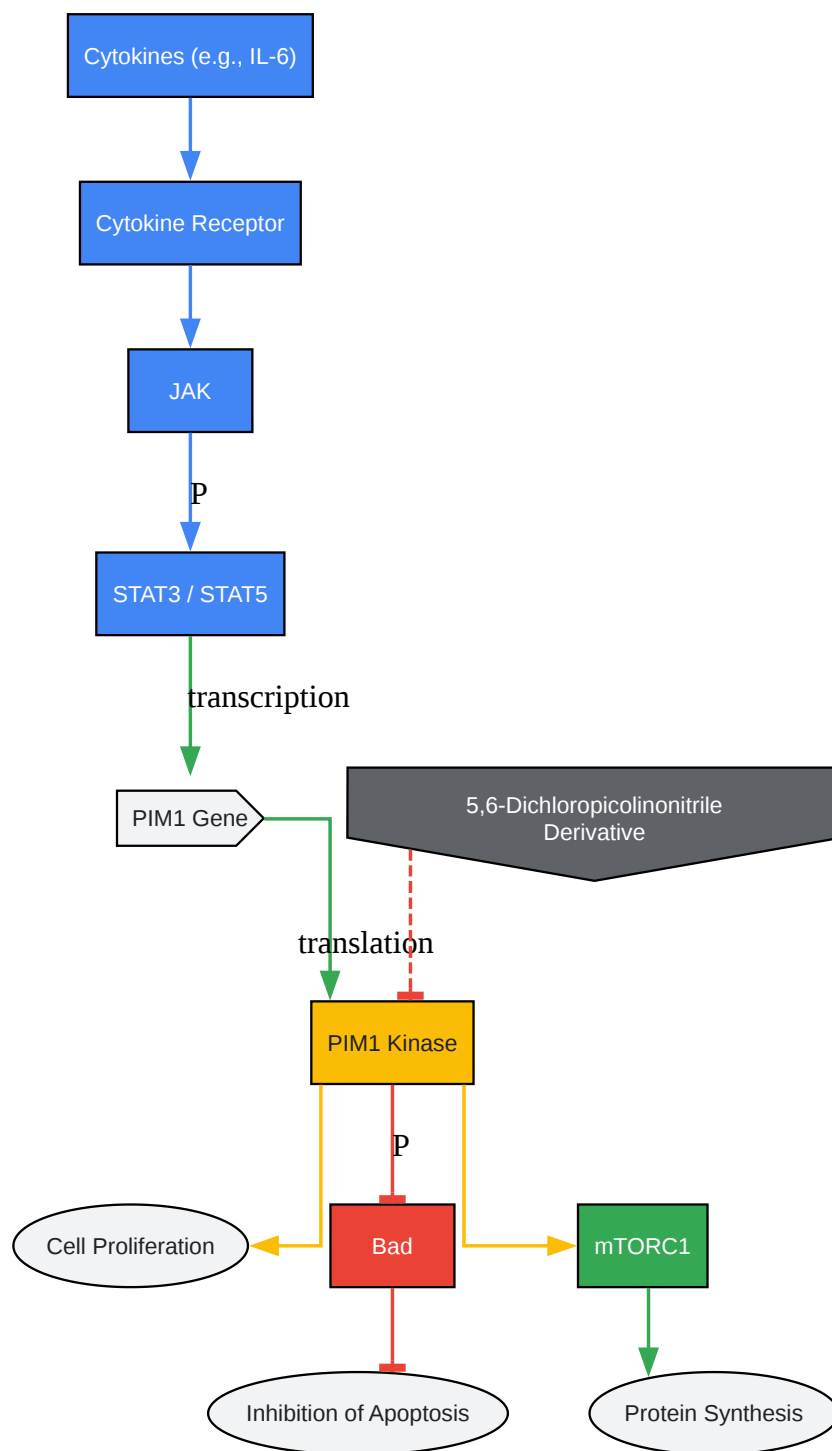 Cytokines (e.g., IL-6)
Cytokine Receptor
JAK
P
STAT3 / STAT5
transcription
PIM1 Gene
5,6-Dichloropicolinonitrile
Derivative
translation
PIM1 Kinase
P
Cell Proliferation
Bad
mTORC1
Inhibition of Apoptosis
Protein Synthesis